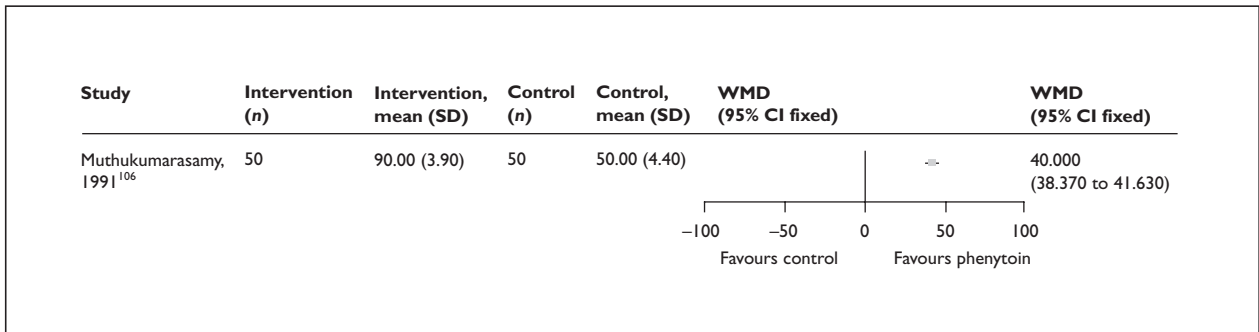 Study Intervention Intervention, Control Control, WMD WMD
(n) mean (SD) (n) mean (SD) (95% CI fixed) (95% CI fixed)
Muthukumarasamy, 50 90.00 (3.90) 50 50.00 (4.40) 40.000
1991106 (38.370 to 41.630)
–100 –50 0 50 100
Favours control Favours phenytoin